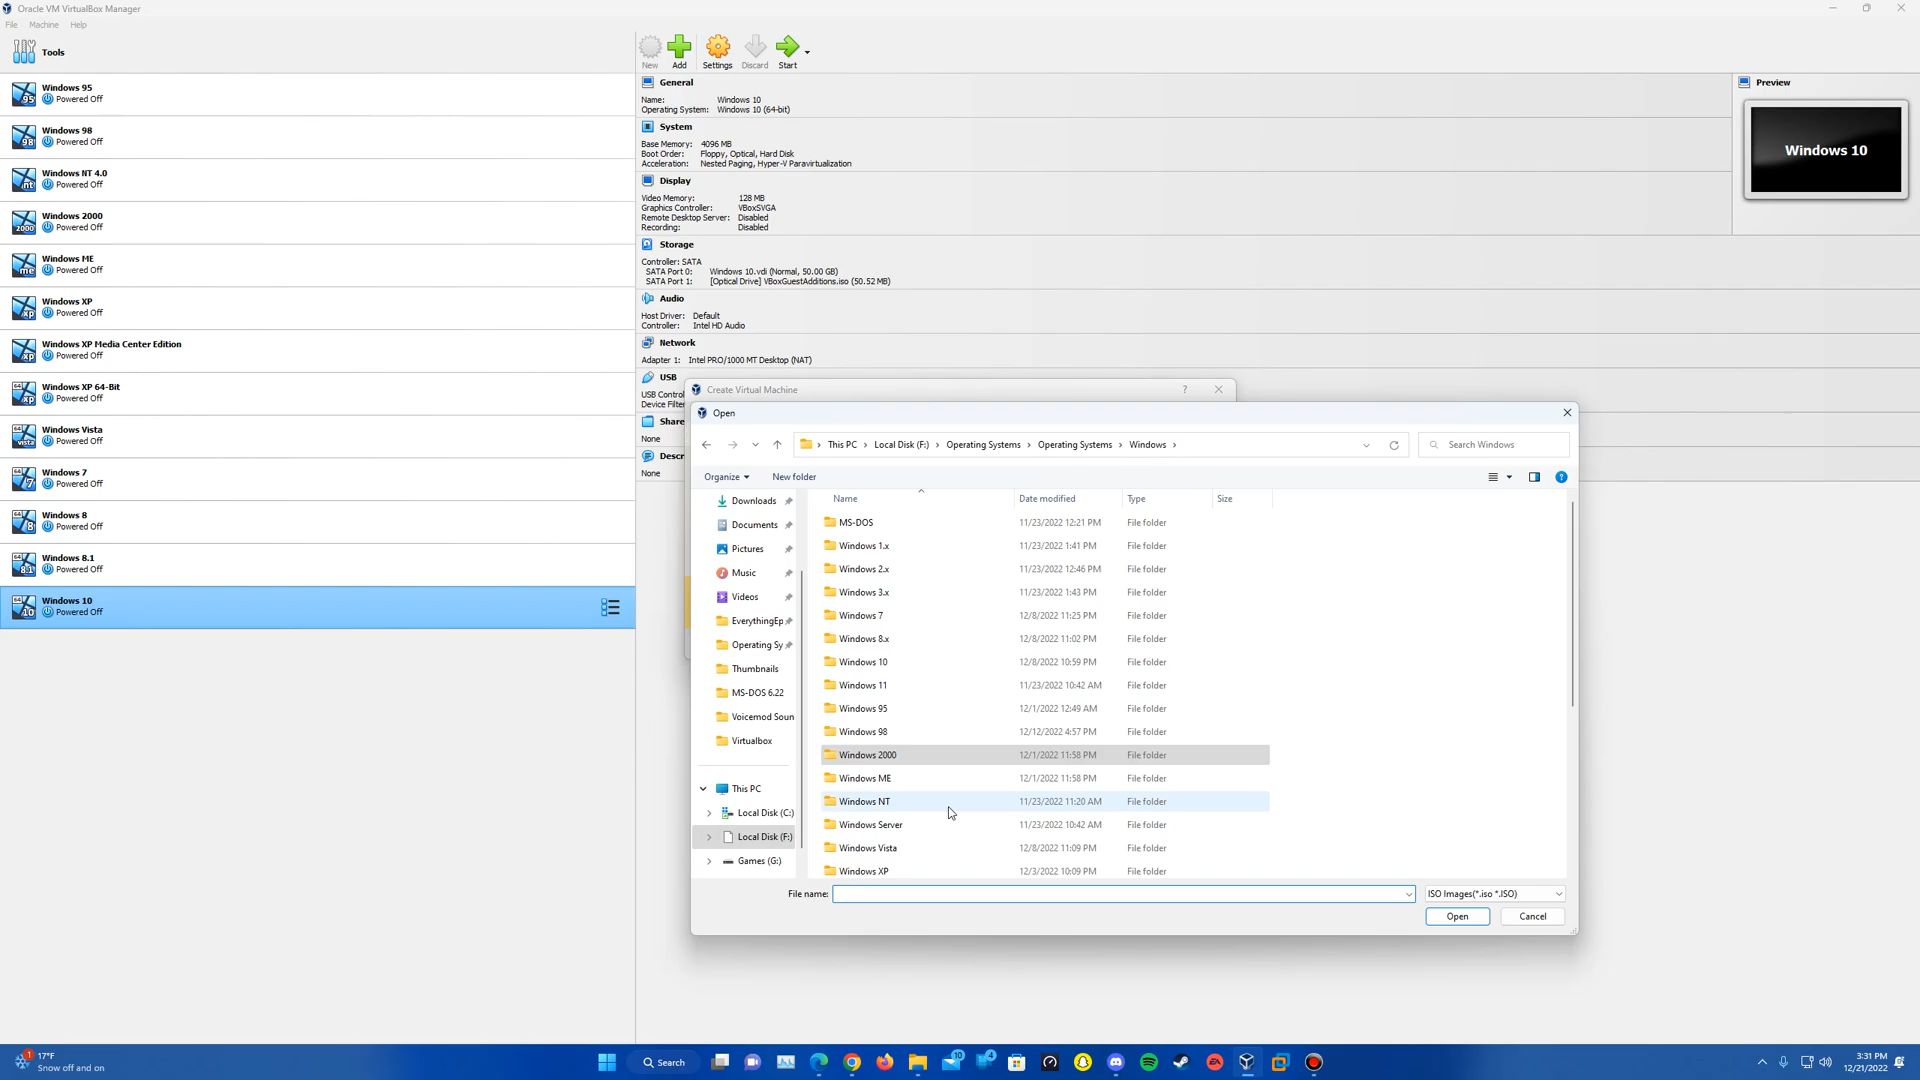 Oracle VM VirtualBox Manager
File Machine Help
Tools
New Add Settings Discard Start
Windows 95
Powered Off
Windows 98
Powered Off
Windows NT 4.0
Powered Off
Windows 2000
Powered Off
Windows ME
Powered Off
Windows XP
Powered Off
Windows XP Media Center Edition
Powered Off
Windows XP 64-Bit
Powered Off
Windows Vista
Powered Off
Windows 7
Powered Off
Windows 8
Powered Off
Windows 8.1
Powered Off
Windows 10
Powered Off
General
Name: Windows 10
Operating System: Windows 10 (64-bit)
System
Base Memory: 4096 MB
Boot Order: Floppy, Optical, Hard Disk
Acceleration: Nested Paging, Hyper-V Paravirtualization
Display
Video Memory: 128 MB
Graphics Controller: VBoxSVGA
Remote Desktop Server: Disabled
Recording: Disabled
Storage
Controller: SATA
SATA Port 0: Windows 10.vdi (Normal, 50.00 GB)
SATA Port 1: [Optical Drive] VBoxGuestAdditions.iso (50.52 MB)
Audio
Host Driver: Default
Controller: Intel HD Audio
Network
Adapter 1: Intel PRO/1000 MT Desktop (NAT)
USB
USB Control
Device Filter
Share
None
Descr
None
Preview
Windows 10
Create Virtual Machine ?
Open
This PC > Local Disk (F:) > Operating Systems > Operating Systems > Windows >
Search Windows
Organize New folder
Downloads
Documents
Pictures
Music
Videos
EverythingEp
Operating Sy
Thumbnails
MS-DOS 6.22
Voicemod Soun
Virtualbox
This PC
Local Disk (C:)
Local Disk (F:)
Games (G:)
Name Date modified Type Size
MS-DOS 11/23/2022 12:21 PM File folder
Windows 1.x 11/23/2022 1:41 PM File folder
Windows 2.x 11/23/2022 12:46 PM File folder
Windows 3.x 11/23/2022 1:43 PM File folder
Windows 7 12/8/2022 11:25 PM File folder
Windows 8.x 12/8/2022 11:02 PM File folder
Windows 10 12/8/2022 10:59 PM File folder
Windows 11 11/23/2022 10:42 AM File folder
Windows 95 12/1/2022 12:49 AM File folder
Windows 98 12/12/2022 4:57 PM File folder
Windows 2000 12/1/2022 11:58 PM File folder
Windows ME 12/1/2022 11:58 PM File folder
Windows NT 11/23/2022 11:20 AM File folder
Windows Server 11/23/2022 10:42 AM File folder
Windows Vista 12/8/2022 11:09 PM File folder
Windows XP 12/3/2022 10:09 PM File folder
File name:
ISO Images(*.iso *.ISO)
Open Cancel
1
17°F
Snow off and on
Search
10
4
3:31 PM
12/21/2022